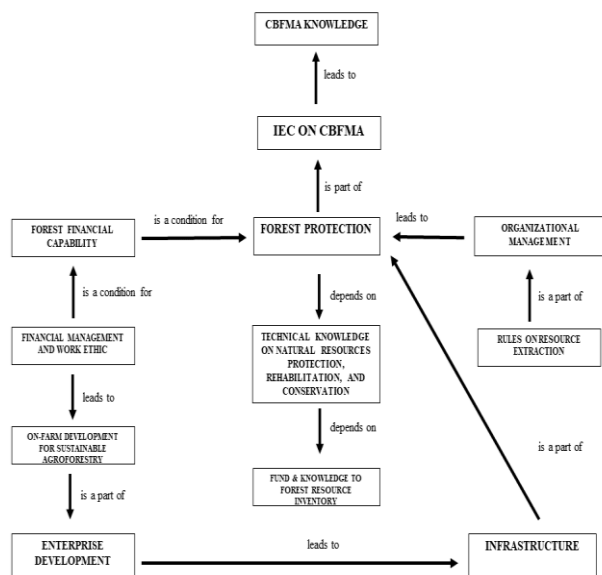 CBFMA KNOWLEDGE
leads to
IEC ON CBFMA
is part of
is a condition for
leads to
FOREST FINANCIAL
CAPABILITY
FOREST PROTECTION
ORGANIZATIONAL
MANAGEMENT
is a condition for
depends on
is a part of
FINANCIAL MANAGEMENT
AND WORK ETHIC
TECHNICAL KNOWLEDGE
ON NATURAL RESOURCES
PROTECTION,
REHABILITATION, AND
CONSERVATION
RULES ON RESOURCE
EXTRACTION
leads to
depends on
ON-FARM DEVELOPMENT
FOR SUSTAINABLE
AGROFORESTRY
is a part of
is a part of
FUND & KNOWLEDGE TO
FOREST RESOURCE
INVENTORY
ENTERPRISE
DEVELOPMENT
leads to
INFRASTRUCTURE